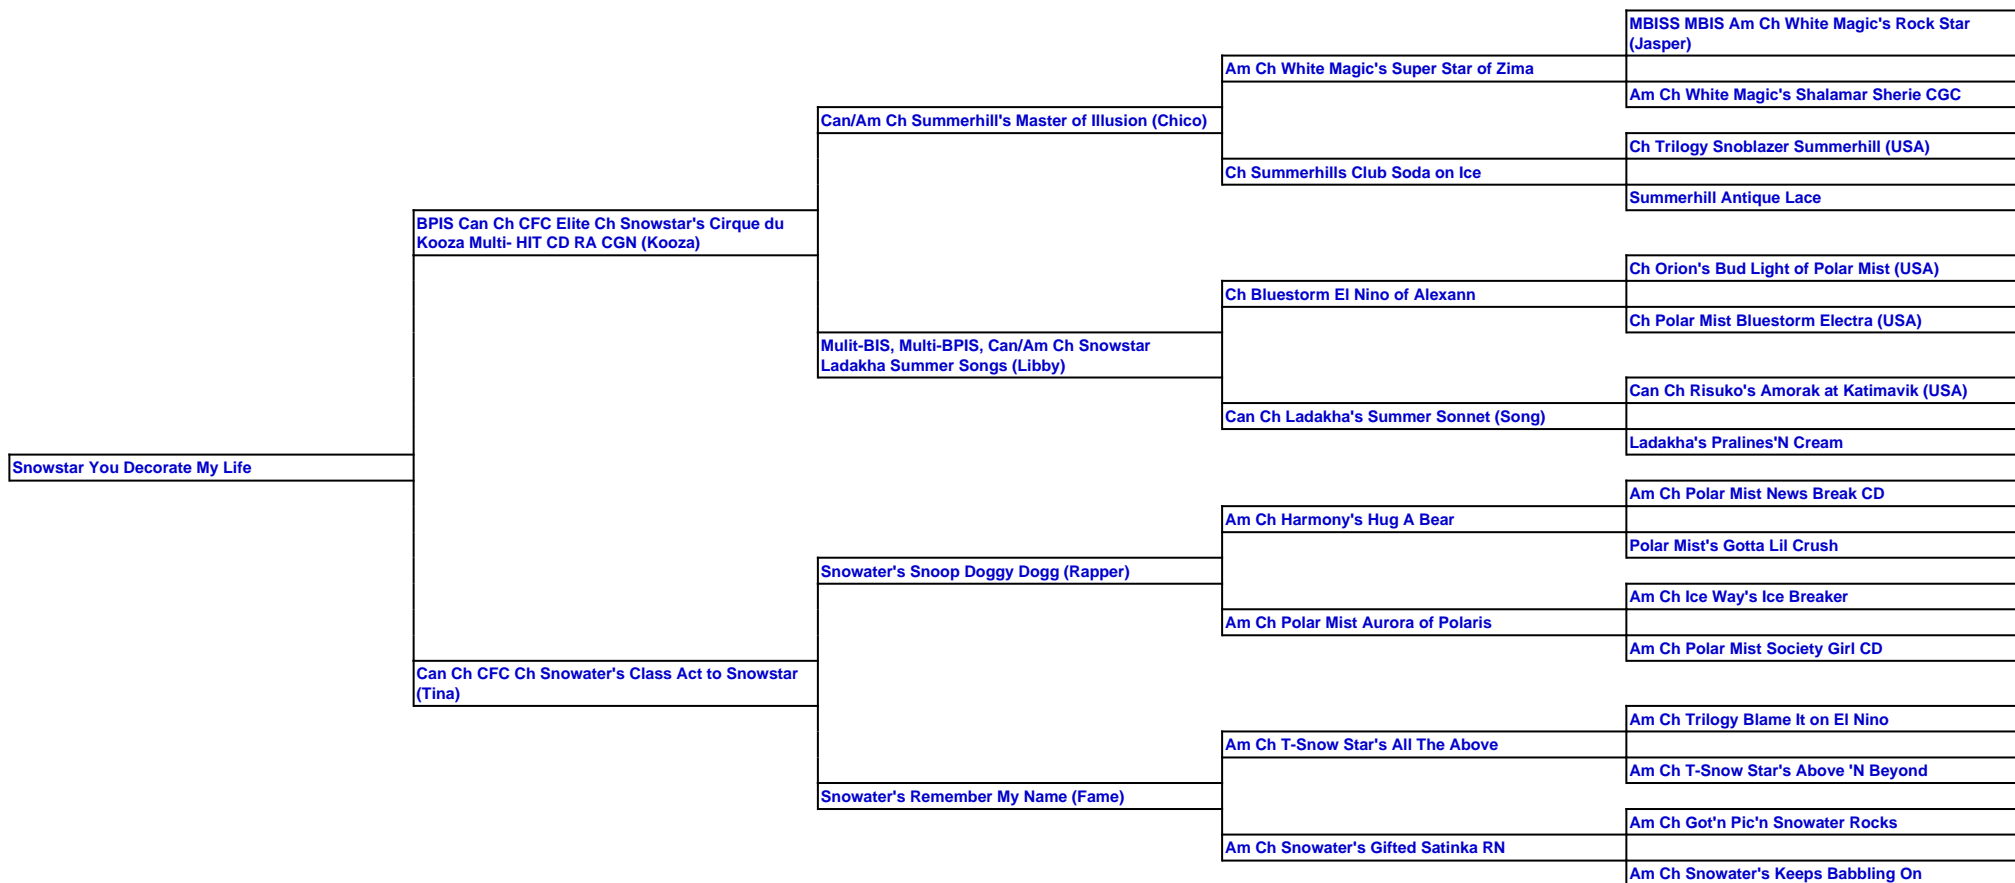 MBISS MBIS Am Ch White Magic's Rock Star
(Jasper)
Am Ch White Magic's Super Star of Zima
Am Ch White Magic's Shalamar Sherie CGC
Can/Am Ch Summerhill's Master of Illusion (Chico)
Ch Trilogy Snoblazer Summerhill (USA)
Ch Summerhills Club Soda on Ice
Summerhill Antique Lace
BPIS Can Ch CFC Elite Ch Snowstar's Cirque du
Kooza Multi- HIT CD RA CGN (Kooza)
Ch Orion's Bud Light of Polar Mist (USA)
Ch Bluestorm El Nino of Alexann
Ch Polar Mist Bluestorm Electra (USA)
Mulit-BIS, Multi-BPIS, Can/Am Ch Snowstar
Ladakha Summer Songs (Libby)
Can Ch Risuko's Amorak at Katimavik (USA)
Can Ch Ladakha's Summer Sonnet (Song)
Ladakha's Pralines'N Cream
Snowstar You Decorate My Life
Am Ch Polar Mist News Break CD
Am Ch Harmony's Hug A Bear
Polar Mist's Gotta Lil Crush
Snowater's Snoop Doggy Dogg (Rapper)
Am Ch Ice Way's Ice Breaker
Am Ch Polar Mist Aurora of Polaris
Am Ch Polar Mist Society Girl CD
Can Ch CFC Ch Snowater's Class Act to Snowstar
(Tina)
Am Ch Trilogy Blame It on El Nino
Am Ch T-Snow Star's All The Above
Am Ch T-Snow Star's Above 'N Beyond
Snowater's Remember My Name (Fame)
Am Ch Got'n Pic'n Snowater Rocks
Am Ch Snowater's Gifted Satinka RN
Am Ch Snowater's Keeps Babbling On